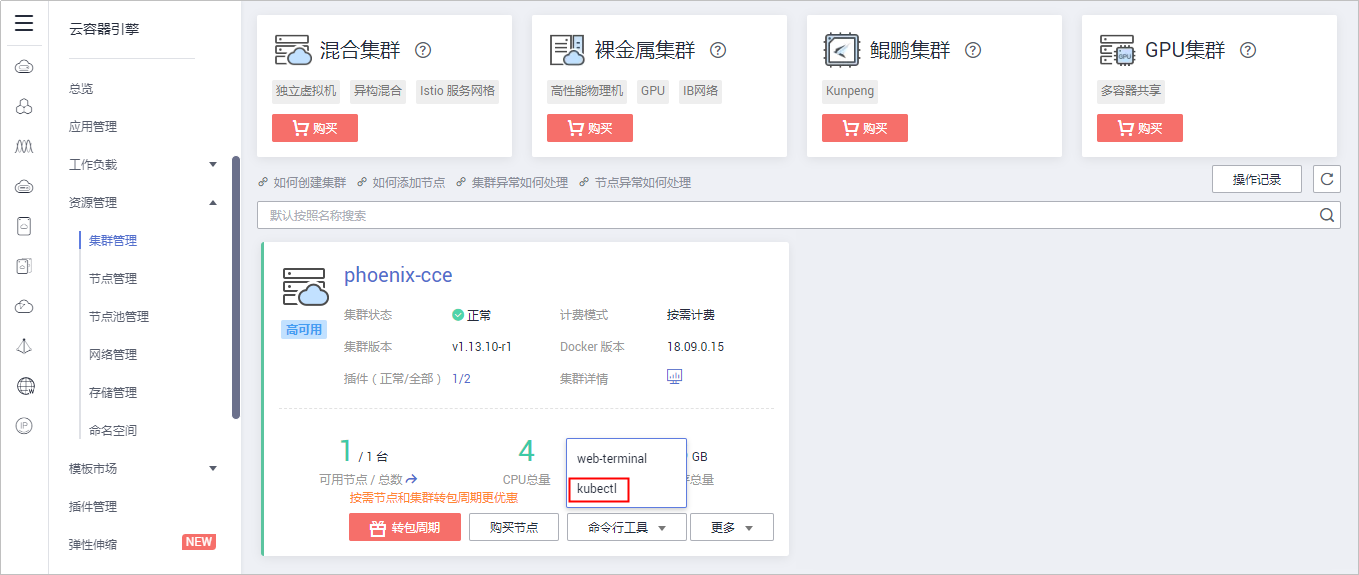 云容器引擎
总览
应用管理
工作负载
资源管理
集群管理
节点管理
节点池管理
网络管理
存储管理
命名空间
模板市场
插件管理
弹性伸缩 NEW
IP
混合集群 ?
独立虚拟机 异构混合 Istio 服务网格
购买
裸金属集群 ?
高性能物理机 GPU IB网络
购买
鲲鹏集群 ?
Kunpeng
购买
GPU
GPU集群 ?
多容器共享
购买
如何创建集群 如何添加节点 集群异常如何处理 节点异常如何处理
操作记录
默认按照名称搜索
phoenix-cce
高可用
集群状态 正常 计费模式 按需计费
集群版本 v1.13.10-r1 Docker 版本 18.09.0.15
插件（正常/全部） 1/2 集群详情
1 / 1 台 4 GB
可用节点 / 总数 CPU总量 总量
web-terminal
kubectl
按需节点和集群转包周期更优惠
转包周期 购买节点 命令行工具 更多